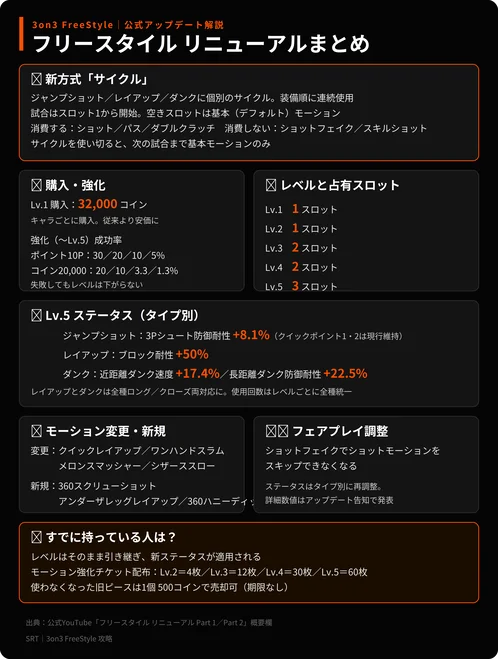 3on3 FreeStyle｜公式アップデート解説
フリースタイル リニューアルまとめ
新方式「サイクル」
ジャンプショット／レイアップ／ダンクに個別のサイクル。装備順に連続使用
試合はスロット1から開始。空きスロットは基本（デフォルト）モーション
消費する：ショット／パス／ダブルクラッチ　消費しない：ショットフェイク／スキルショット
サイクルを使い切ると、次の試合まで基本モーションのみ
購入・強化
Lv.1 購入：32,000 コイン
キャラごとに購入。従来より安価に
強化（〜Lv.5）成功率
ポイント10P：30／20／10／5%
コイン20,000：20／10／3.3／1.3%
失敗してもレベルは下がらない
レベルと占有スロット
Lv.1 1 スロット
Lv.2 1 スロット
Lv.3 2 スロット
Lv.4 2 スロット
Lv.5 3 スロット
Lv.5 ステータス（タイプ別）
ジャンプショット：3Pシュート防御耐性 +8.1%（クイックポイント1・2は現行維持）
レイアップ：ブロック耐性 +50%
ダンク：近距離ダンク速度 +17.4%／長距離ダンク防御耐性 +22.5%
レイアップとダンクは全種ロング／クローズ両対応に。使用回数はレベルごとに全種統一
モーション変更・新規
変更：クイックレイアップ／ワンハンドスラム
メロンスマッシャー／シザーススロー
新規：360スクリューショット
アンダーザレッグレイアップ／360ハニーディッ
フェアプレイ調整
ショットフェイクでショットモーションを
スキップできなくなる
ステータスはタイプ別に再調整。
詳細数値はアップデート告知で発表
すでに持っている人は？
レベルはそのまま引き継ぎ、新ステータスが適用される
モーション強化チケット配布：Lv.2＝4枚／Lv.3＝12枚／Lv.4＝30枚／Lv.5＝60枚
使わなくなった旧ピースは1個 500コインで売却可（期限なし）
出典：公式YouTube「フリースタイル リニューアル Part 1／Part 2」概要欄
SRT｜3on3 FreeStyle 攻略